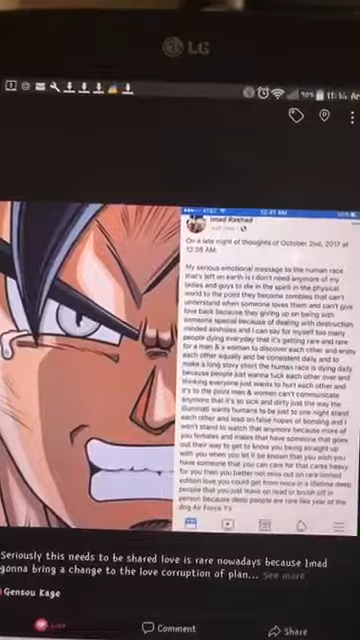 LG
Imad Rashad
On a late night of thoughts of October 2nd, 2017 at
12:38 AM.
My serious emotional message to the human race
that's left on earth is I don't need anymore of my
ladies and guys to die in the spirit in the physical
world to the point they become zombies that can't
understand when someone loves them and can't give
love back because they giving up on being with
someone special because of dealing with destruction
minded assholes and I can say for myself too many
people dying everyday that it's getting rare and rare
for a man & a woman to discover each other and enjoy
each other equally and be consistent daily and to
make a long story short the human race is dying daily
because people just wanna fuck each other over and
thinking everyone just wants to hurt each other and
it's to the point men & women can't communicate
anymore that it's so sick and dirty just the way the
illuminati wants humans to be just to one night stand
each other and lead on false hopes of bonding and I
won't stand to watch that anymore because more of
you females and males that have someone that goes
out their way to get to know you being straight up
with you when you let it be known that you wish you
have someone that you can care for that cares heavy
for you then you better not miss out on rare limited
edition love you could get from once in a lifetime deep
people that you just leave on read or brush off in
person because deep people are rare like year of the
dog Air Force 1's
Seriously this needs to be shared love is rare nowadays because Imad
gonna bring a change to the love corruption of plan... See more
Gensou Kage
Like Comment Share